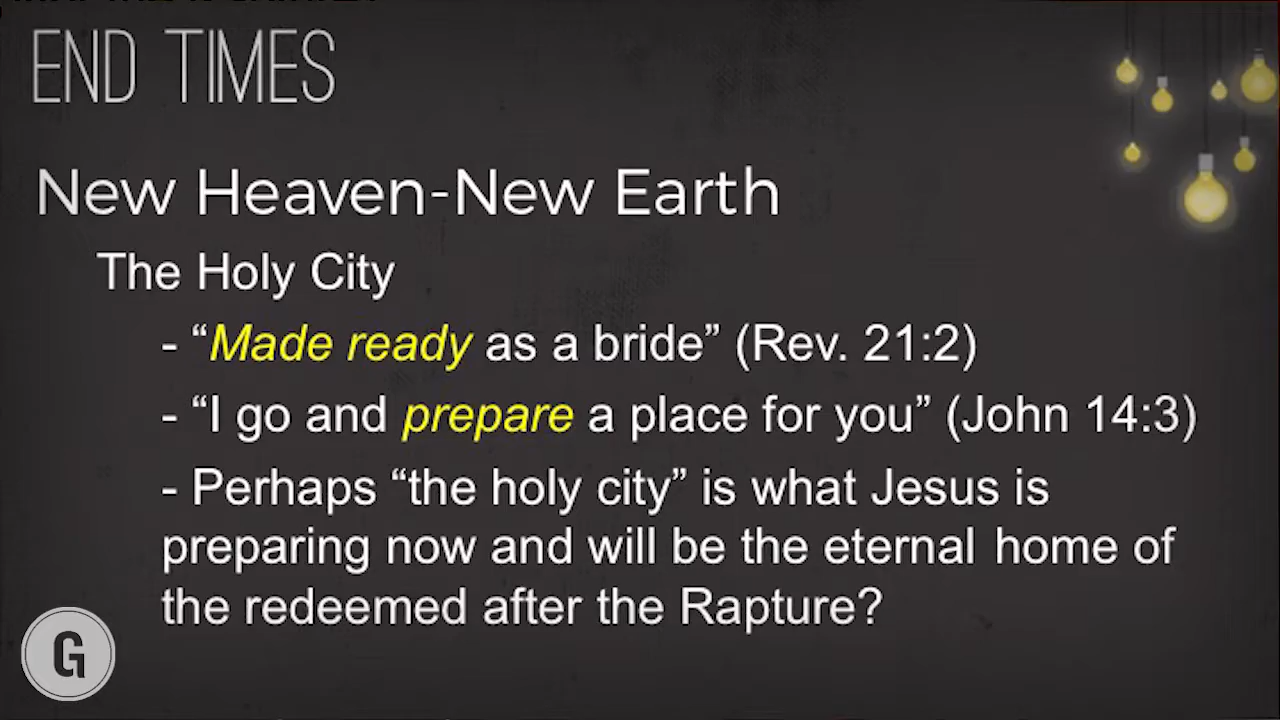 END TIMES
New Heaven-New Earth
The Holy City
- “Made ready as a bride” (Rev. 21:2)
- “I go and prepare a place for you” (John 14:3)
- Perhaps “the holy city” is what Jesus is
preparing now and will be the eternal home of
the redeemed after the Rapture?
G